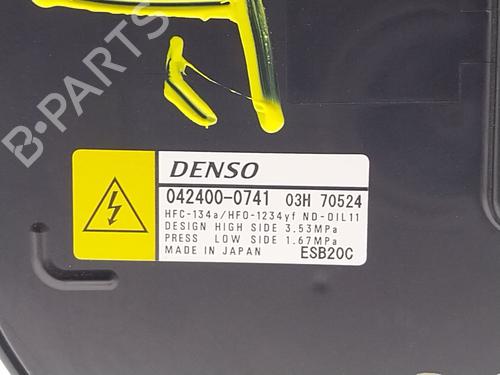 B-PARTS
DENSO
042400-0741 03H 70524
HFC-134a/HFO-1234yf ND-OIL11
DESIGN HIGH SIDE 3.53MPa
PRESS LOW SIDE 1.67MPa
MADE IN JAPAN ESB20C